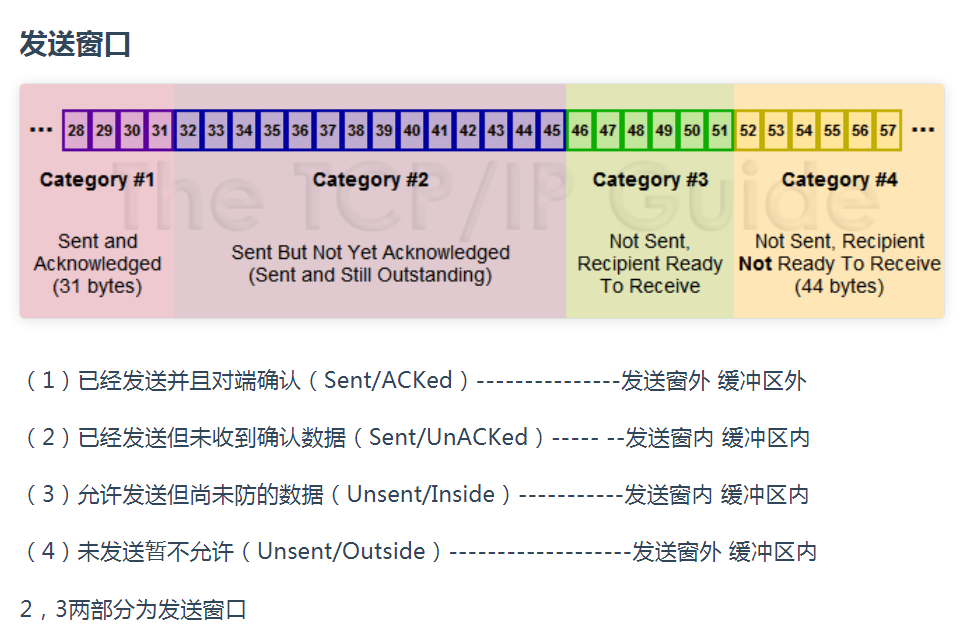 发送窗口
... 28 29 30 31 32 33 34 35 36 37 38 39 40 41 42 43 44 45 46 47 48 49 50 51 52 53 54 55 56 57 ...
The TCP/IP Guide
Category #1
Sent and
Acknowledged
(31 bytes)
Category #2
Sent But Not Yet Acknowledged
(Sent and Still Outstanding)
Category #3
Not Sent,
Recipient Ready
To Receive
Category #4
Not Sent, Recipient
Not Ready To Receive
(44 bytes)
（1）已经发送并且对端确认（Sent/ACKed）---------------发送窗外 缓冲区外
（2）已经发送但未收到确认数据（Sent/UnACKed）----- --发送窗内 缓冲区内
（3）允许发送但尚未防的数据（Unsent/Inside）-----------发送窗内 缓冲区内
（4）未发送暂不允许（Unsent/Outside）-------------------发送窗外 缓冲区内
2，3两部分为发送窗口